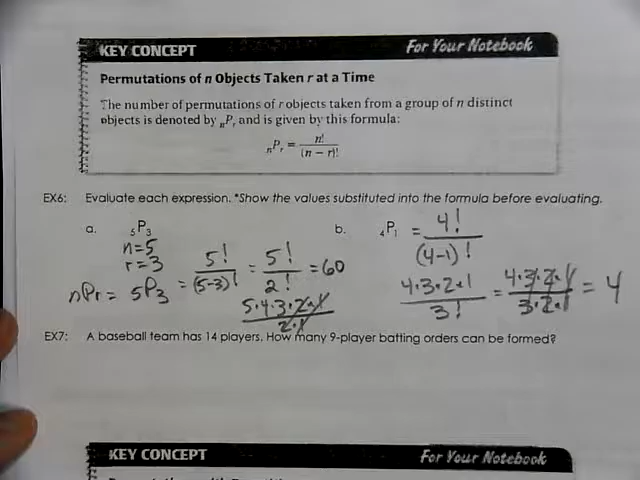 KEY CONCEPT For Your Notebook
Permutations of n Objects Taken r at a Time
The number of permutations of r objects taken from a group of n distinct
objects is denoted by nPr and is given by this formula:
nPr = n! / (n − r)!
EX6: Evaluate each expression. *Show the values substituted into the formula before evaluating.
a. 5P3
n=5
r=3
nPr = 5P3 = 5! / (5-3)! = 5! / 2! = 60
5·4·3·2·1 / 2·1
b. 4P1 = 4! / (4-1)!
4·3·2·1 / 3! = 4·3·2·1 / 3·2·1 = 4
EX7: A baseball team has 14 players. How many 9-player batting orders can be formed?
KEY CONCEPT For Your Notebook